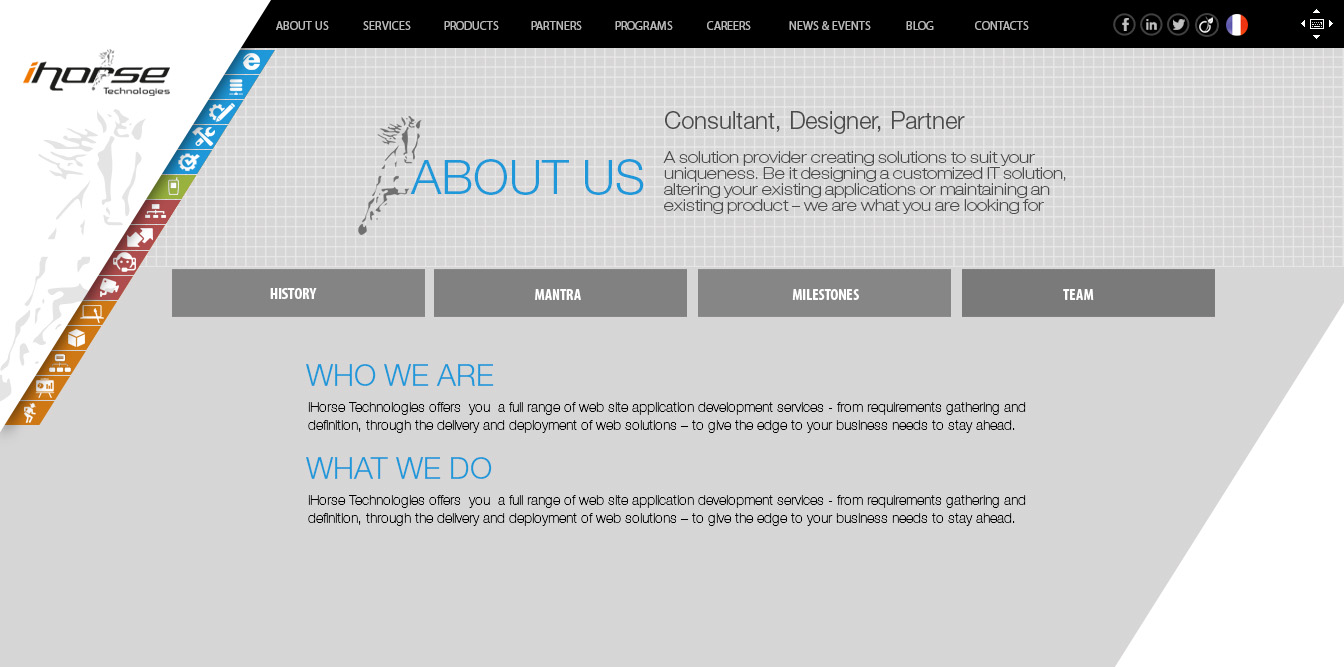 ABOUT US SERVICES PRODUCTS PARTNERS PROGRAMS CAREERS NEWS & EVENTS BLOG CONTACTS
ihorse
Technologies
Consultant, Designer, Partner
ABOUT US
A solution provider creating solutions to suit your
uniqueness. Be it designing a customized IT solution,
altering your existing applications or maintaining an
existing product – we are what you are looking for
HISTORY MANTRA MILESTONES TEAM
WHO WE ARE
iHorse Technologies offers you a full range of web site application development services - from requirements gathering and
definition, through the delivery and deployment of web solutions – to give the edge to your business needs to stay ahead.
WHAT WE DO
iHorse Technologies offers you a full range of web site application development services - from requirements gathering and
definition, through the delivery and deployment of web solutions – to give the edge to your business needs to stay ahead.